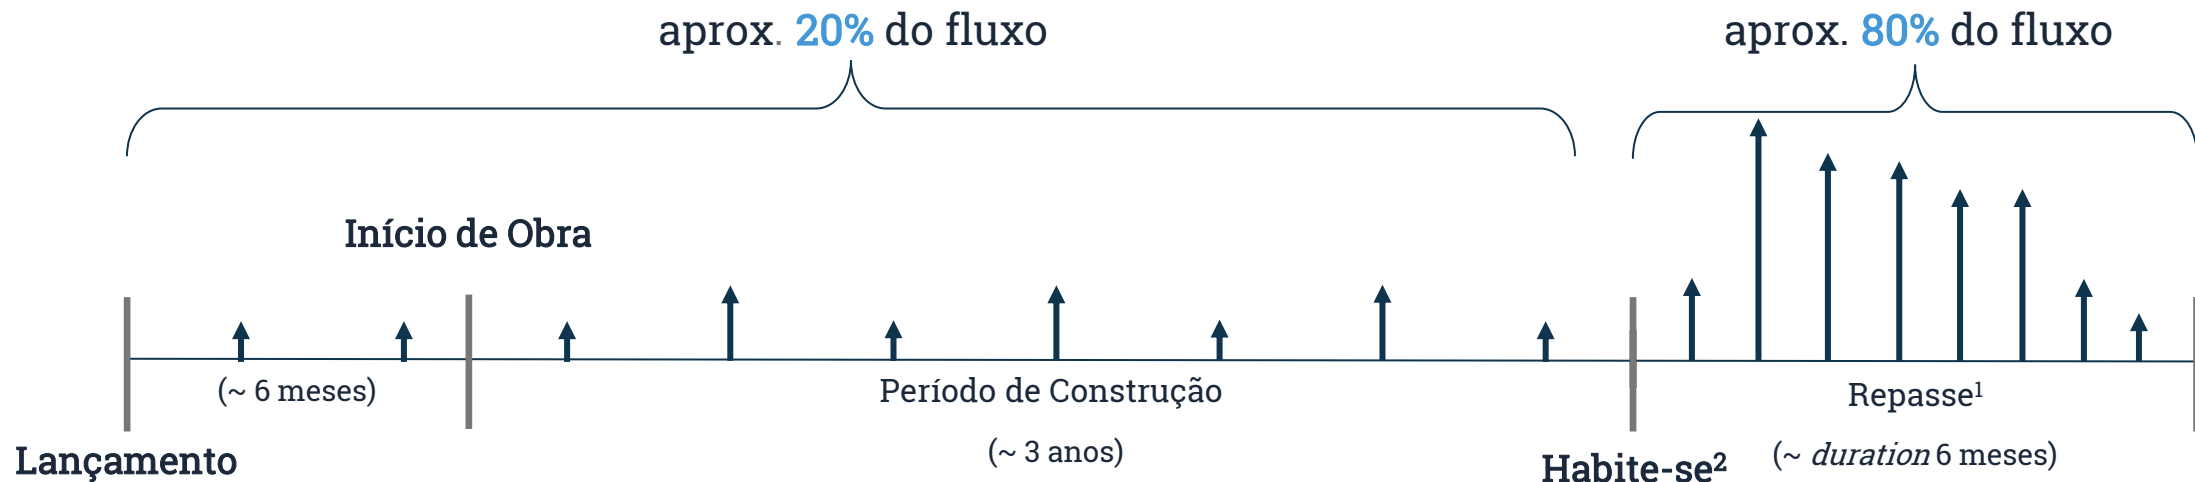 aprox. 20% do fluxo
aprox. 80% do fluxo
Início de Obra
(~ 6 meses)
Período de Construção
Repasse¹
(~ 3 anos)
Lançamento
Habite-se²
(~ duration 6 meses)